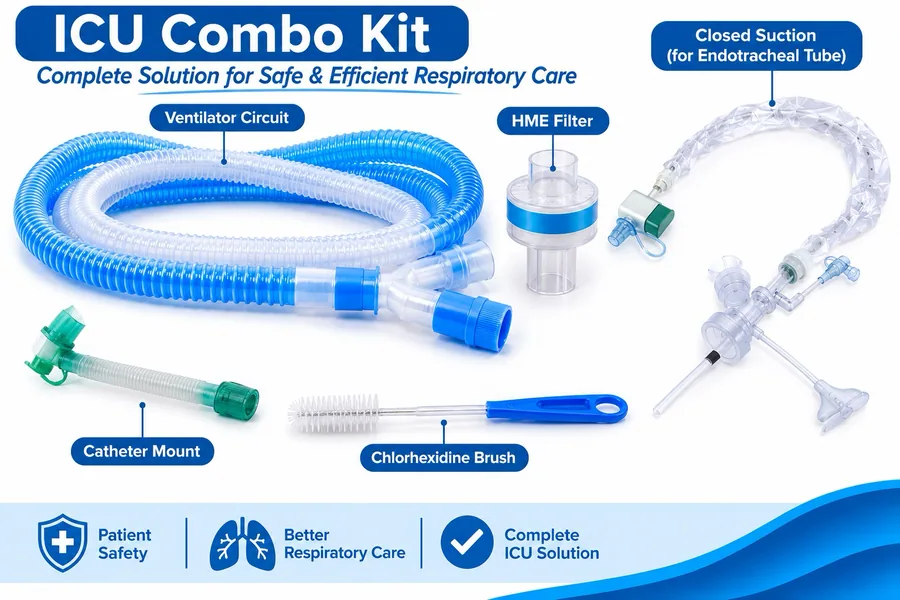 ICU Combo Kit
Complete Solution for Safe & Efficient Respiratory Care
Closed Suction
(for Endotracheal Tube)
Ventilator Circuit
HME Filter
Catheter Mount
Chlorhexidine Brush
Patient
Safety
Better
Respiratory Care
Complete
ICU Solution